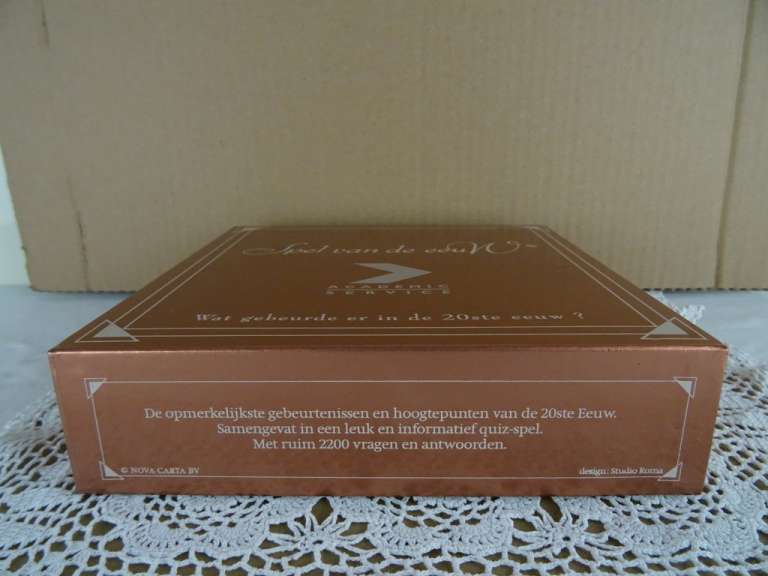 Spel van de eeuW™
ACADEMIC
SERVICE
Wat gebeurde er in de 20ste eeuw ?
De opmerkelijkste gebeurtenissen en hoogtepunten van de 20ste Eeuw.
Samengevat in een leuk en informatief quiz-spel.
Met ruim 2200 vragen en antwoorden.
© NOVA CARTA BV
design: Studio Roma